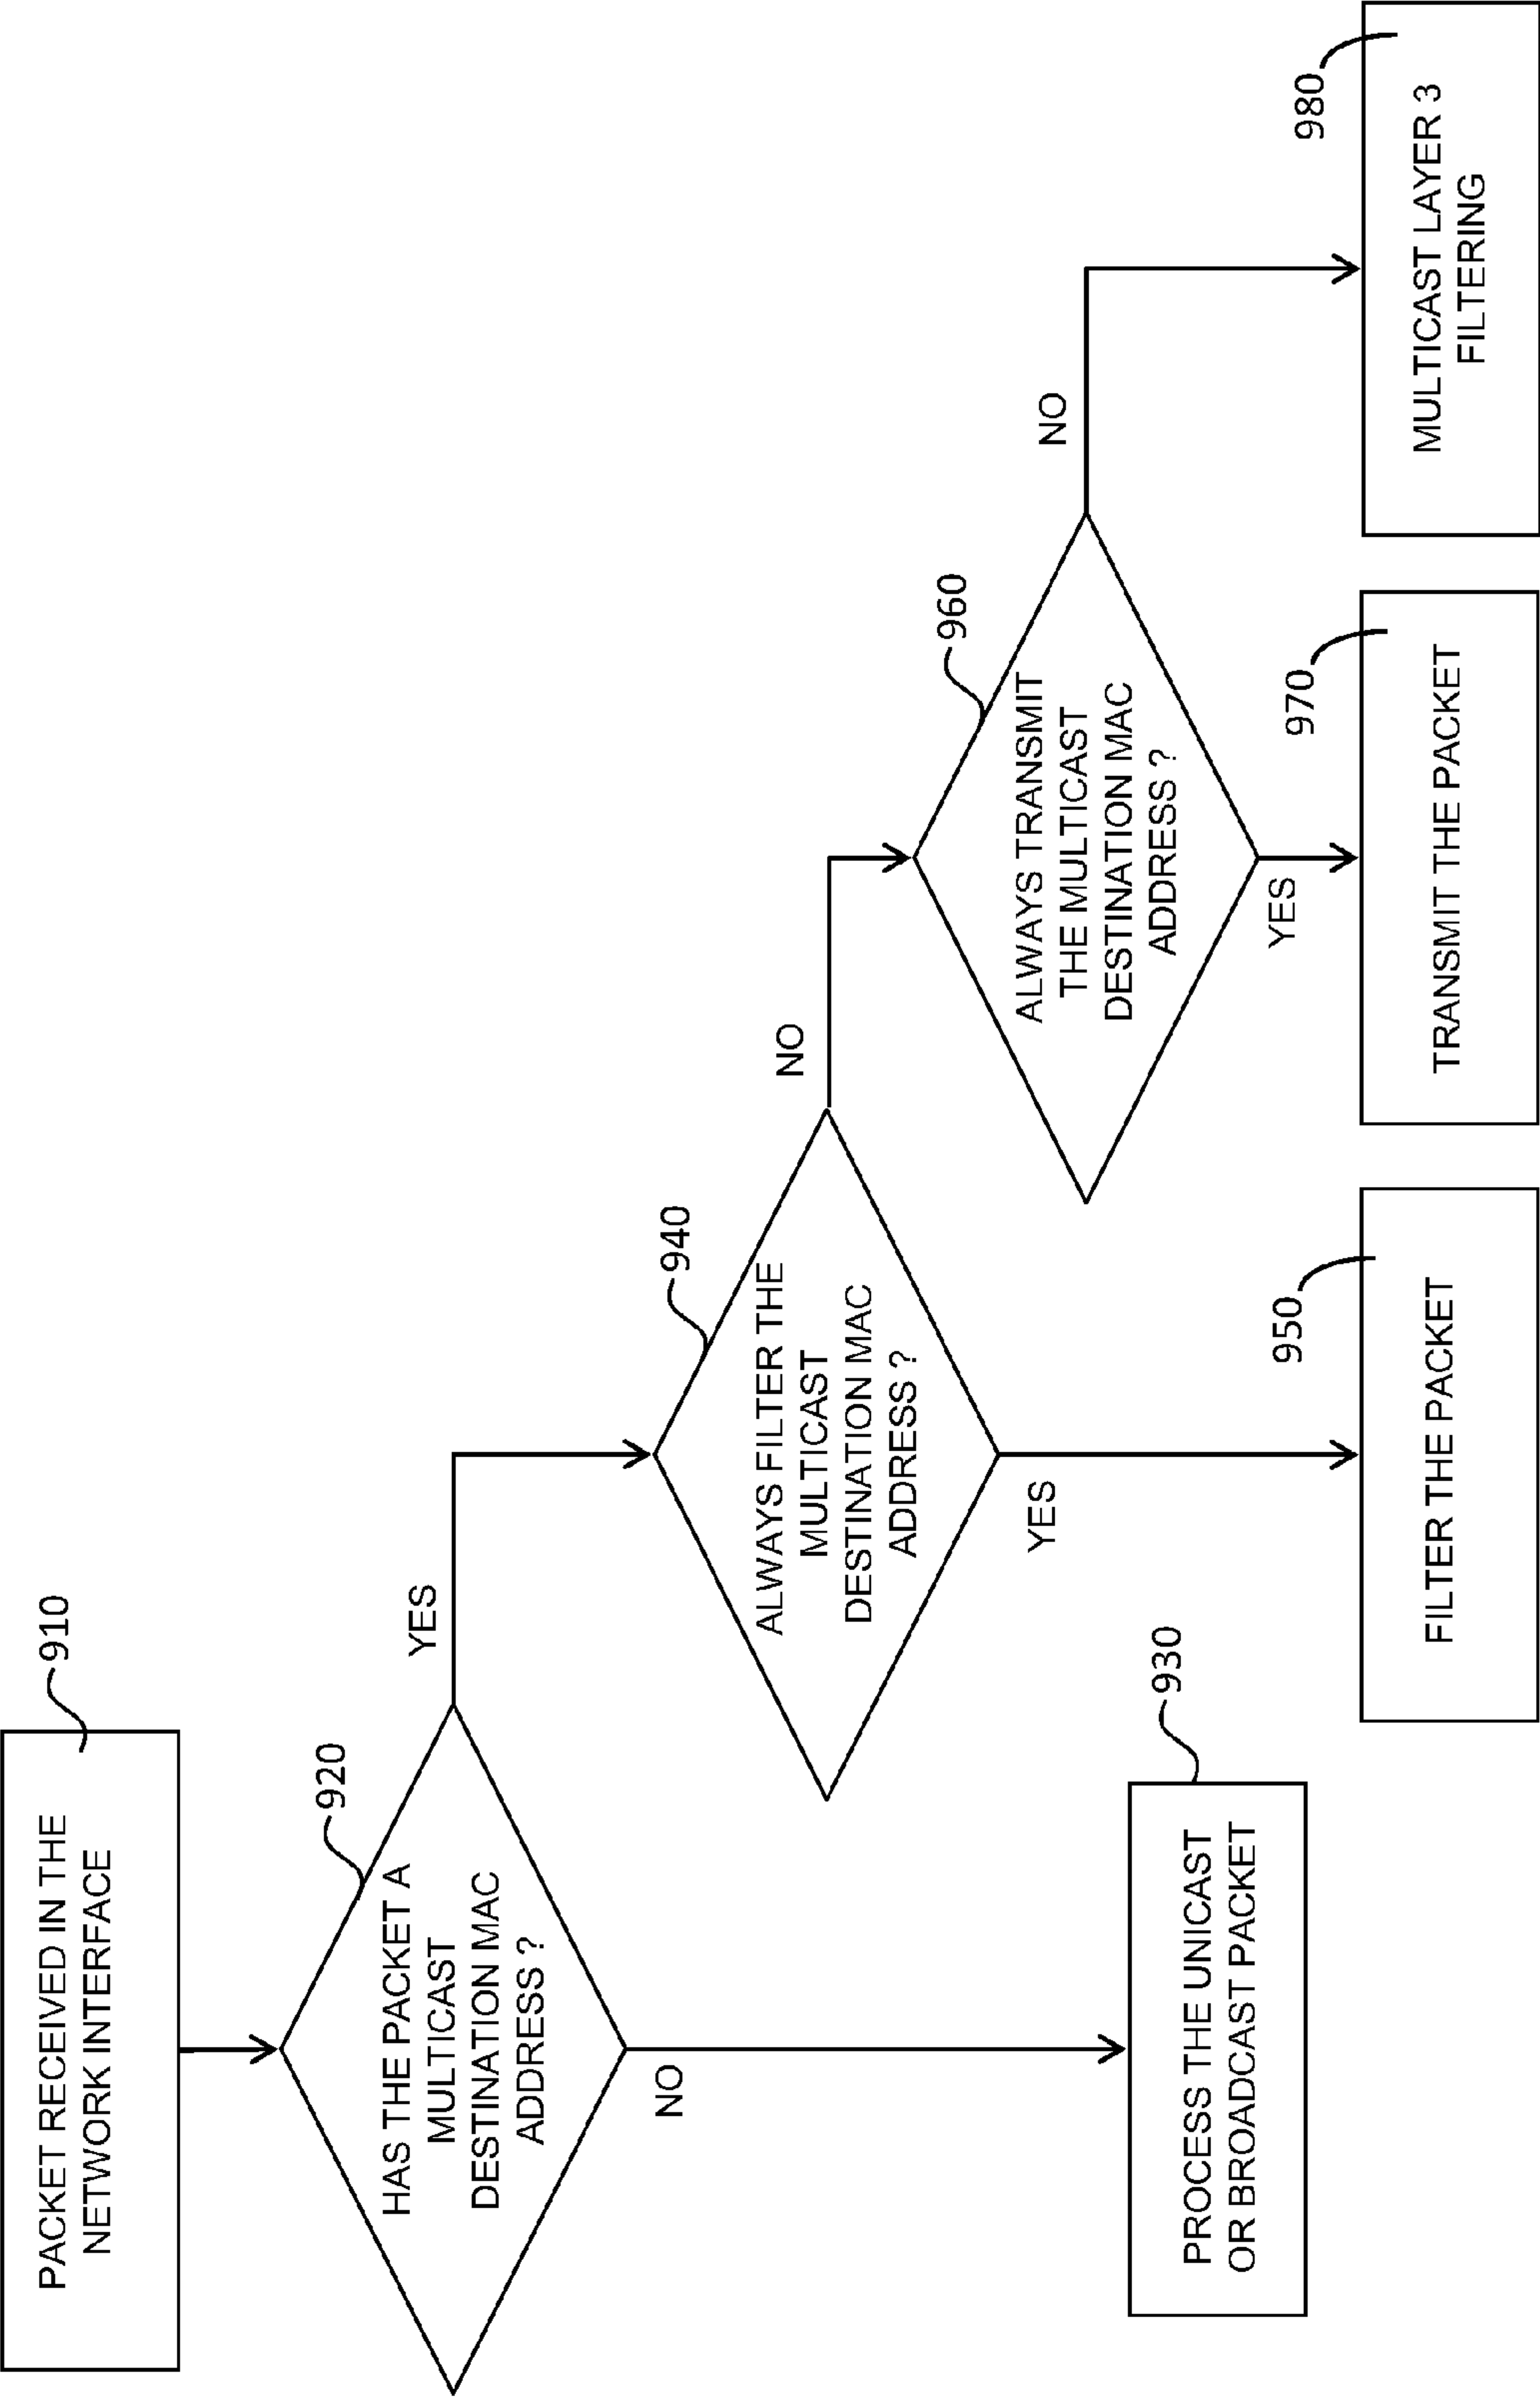 PACKET RECEIVED IN THE
NETWORK INTERFACE
910
HAS THE PACKET A
MULTICAST
DESTINATION MAC
ADDRESS ?
920
YES
NO
PROCESS THE UNICAST
OR BROADCAST PACKET
930
ALWAYS FILTER THE
MULTICAST
DESTINATION MAC
ADDRESS ?
940
NO
YES
FILTER THE PACKET
950
ALWAYS TRANSMIT
THE MULTICAST
DESTINATION MAC
ADDRESS ?
960
NO
YES
TRANSMIT THE PACKET
970
MULTICAST LAYER 3
FILTERING
980